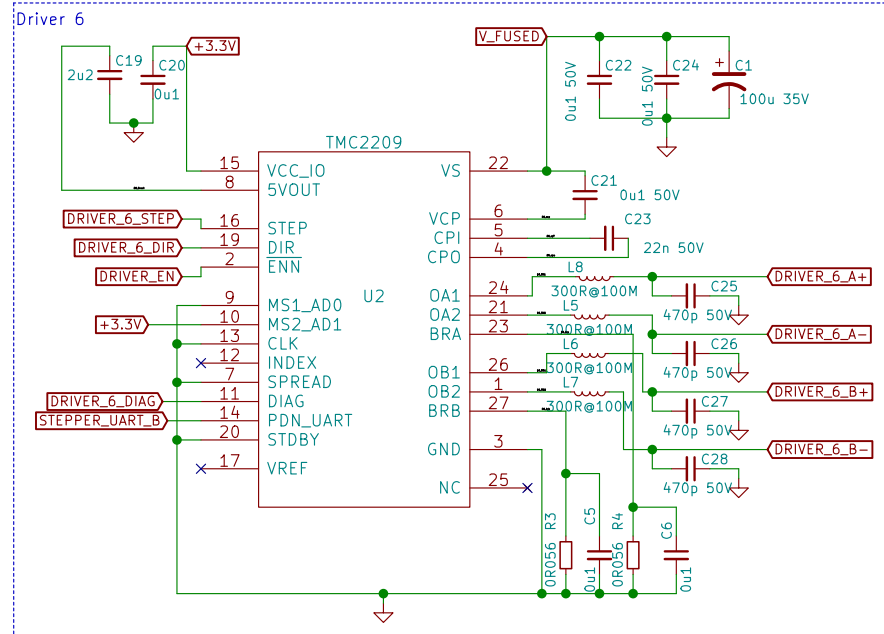 Driver 6
+3.3V
C19
2u2
C20
0u1
V_FUSED
C22
0u1 50V
C24
0u1 50V
C1
+
100u 35V
TMC2209
U2
15 VCC_IO
8 5VOUT
16 STEP
19 DIR
2 ENN
9 MS1_AD0
10 MS2_AD1
13 CLK
12 INDEX
7 SPREAD
11 DIAG
14 PDN_UART
20 STDBY
17 VREF
VS 22
VCP 6
CPI 5
CPO 4
OA1 24
OA2 21
BRA 23
OB1 26
OB2 1
BRB 27
GND 3
NC 25
DRIVER_6_STEP
DRIVER_6_DIR
DRIVER_EN
+3.3V
DRIVER_6_DIAG
STEPPER_UART_B
C21
0u1 50V
C23
22n 50V
L8
300R@100M
L5
300R@100M
L6
L7
300R@100M
DRIVER_6_A+
C25
470p 50V
DRIVER_6_A-
C26
470p 50V
DRIVER_6_B+
C27
470p 50V
DRIVER_6_B-
C28
470p 50V
R3
0R056
C5
0u1
R4
0R056
C6
0u1